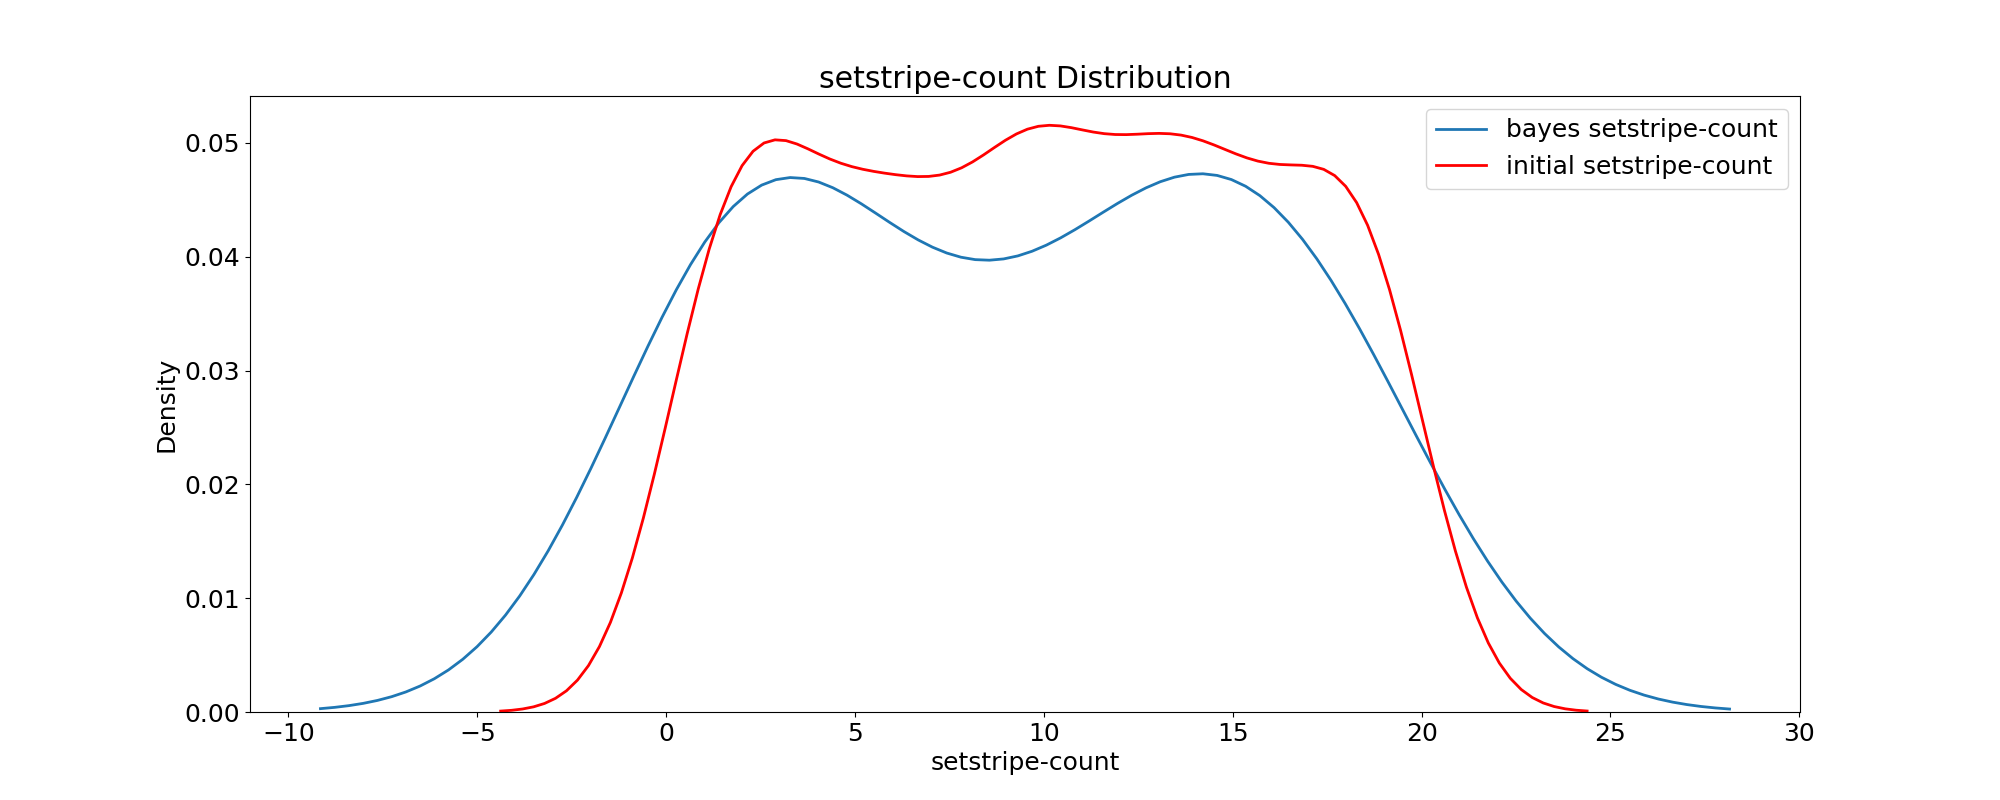 setstripe-count Distribution
bayes setstripe-count
initial setstripe-count
Density
0.05
0.04
0.03
0.02
0.01
0.00
−10 −5 0 5 10 15 20 25 30
setstripe-count